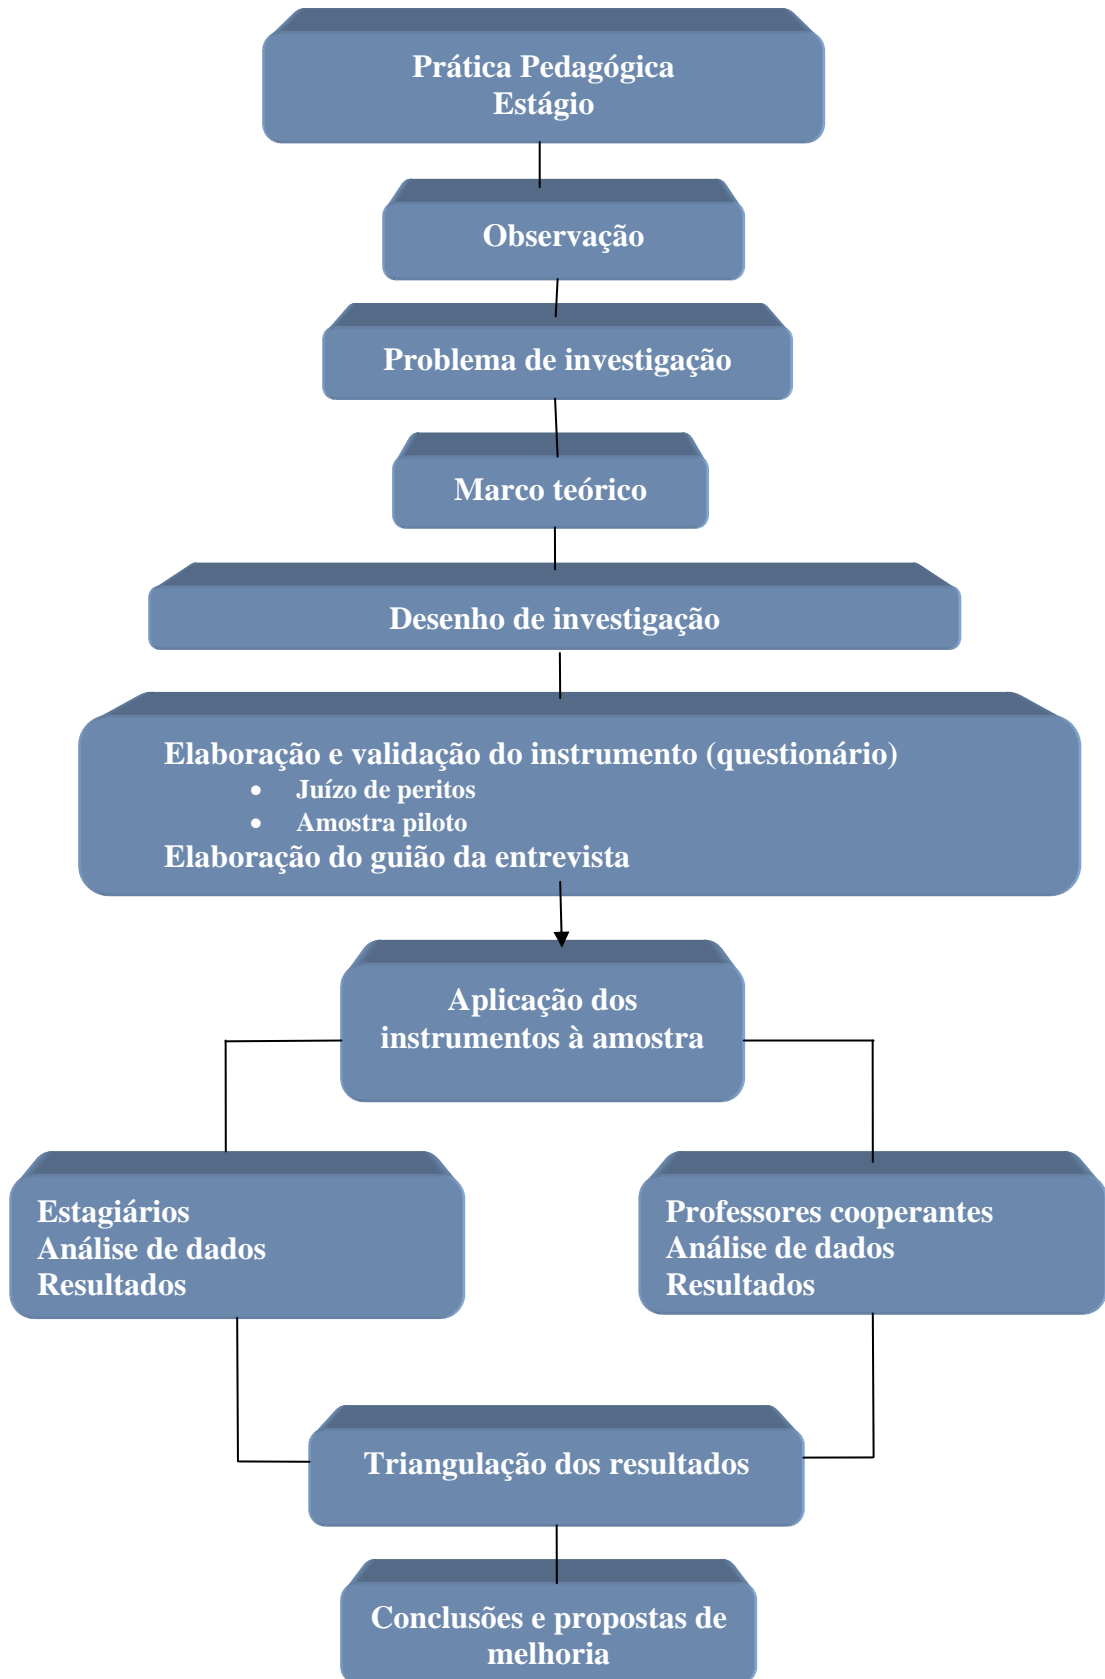 Prática Pedagógica
Estágio
Observação
Problema de investigação
Marco teórico
Desenho de investigação
Elaboração e validação do instrumento (questionário)
• Juízo de peritos
• Amostra piloto
Elaboração do guião da entrevista
Aplicação dos
instrumentos à amostra
Estagiários
Análise de dados
Resultados
Professores cooperantes
Análise de dados
Resultados
Triangulação dos resultados
Conclusões e propostas de
melhoria